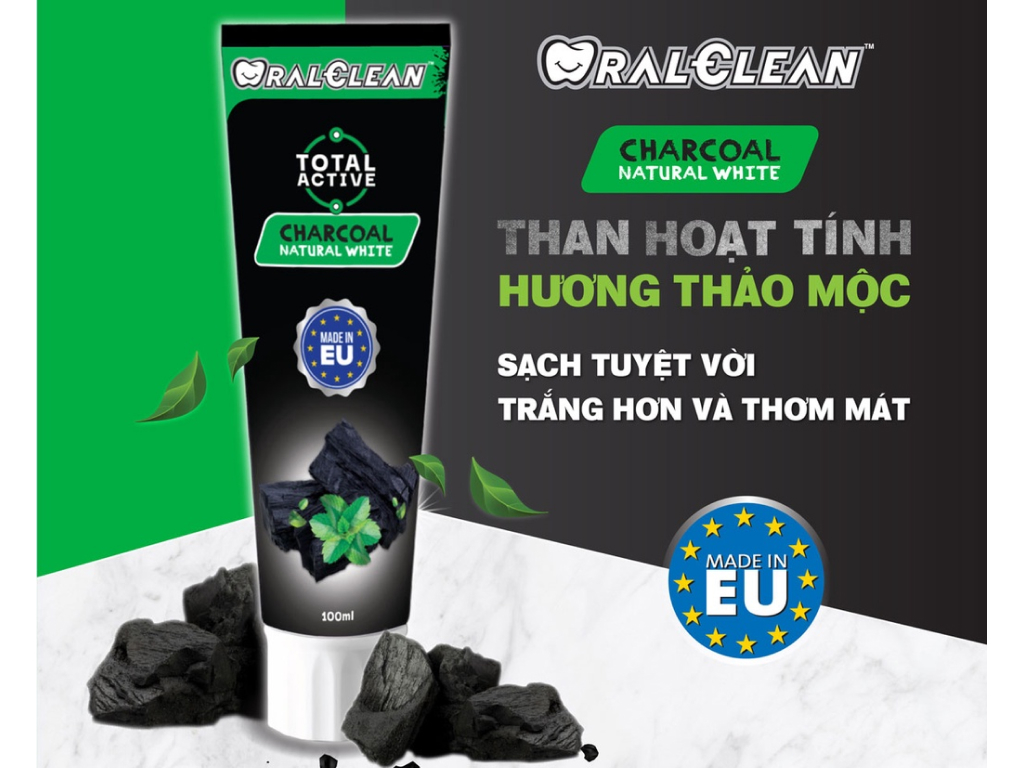 ORALCLEAN™
TOTAL
ACTIVE
CHARCOAL
NATURAL WHITE
MADE IN
EU
100ml
ORALCLEAN™
CHARCOAL
NATURAL WHITE
THAN HOẠT TÍNH
HƯƠNG THẢO MỘC
SẠCH TUYỆT VỜI
TRẮNG HƠN VÀ THƠM MÁT
MADE IN
EU